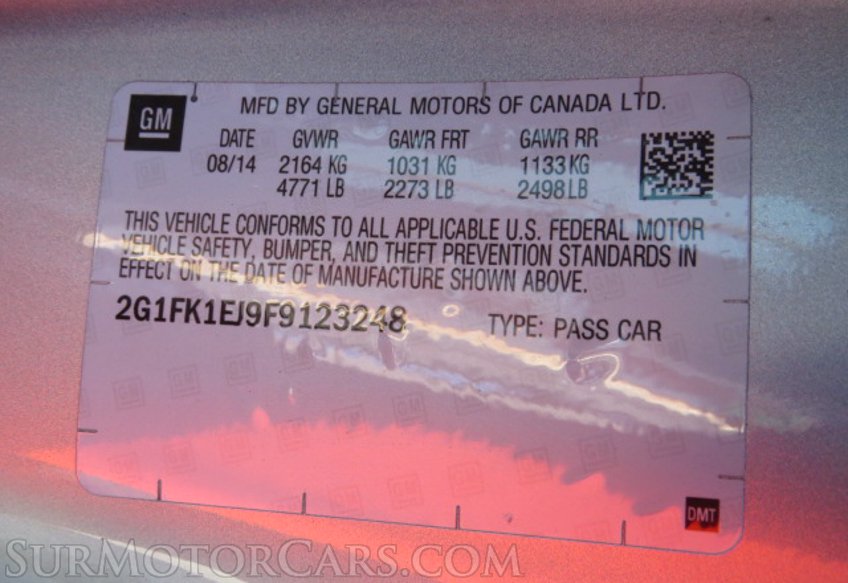 GM
MFD BY GENERAL MOTORS OF CANADA LTD.
DATE GVWR GAWR FRT GAWR RR
08/14 2164 KG 1031 KG 1133 KG
4771 LB 2273 LB 2498 LB
THIS VEHICLE CONFORMS TO ALL APPLICABLE U.S. FEDERAL MOTOR
VEHICLE SAFETY, BUMPER, AND THEFT PREVENTION STANDARDS IN
EFFECT ON THE DATE OF MANUFACTURE SHOWN ABOVE.
2G1FK1EJ9F9123248 TYPE: PASS CAR
DMT
SURMOTORCARS.COM